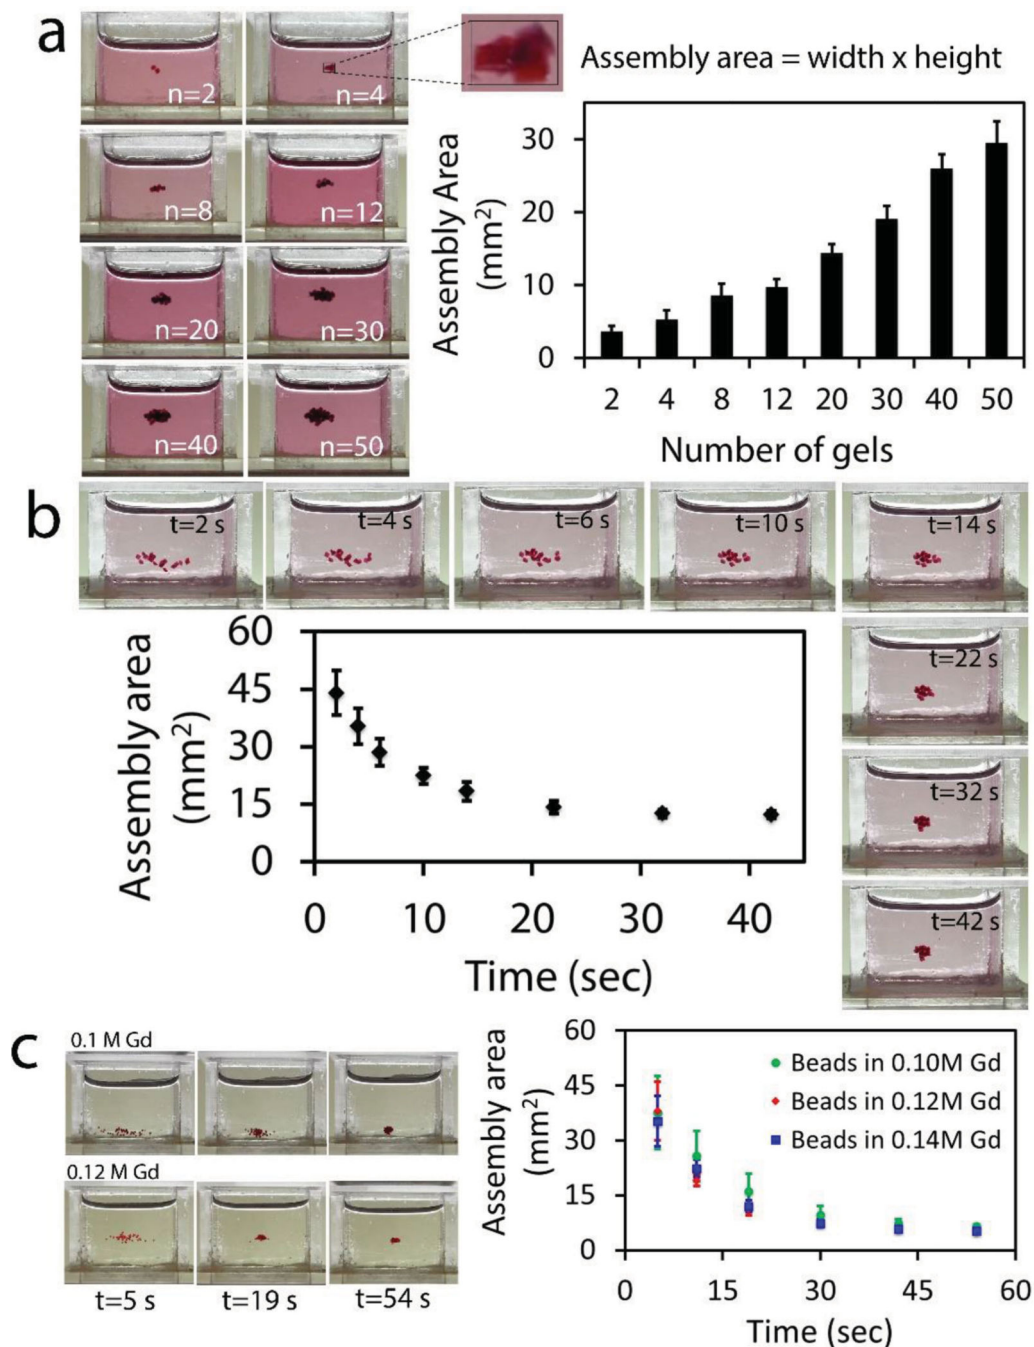 a
n=2
n=4
n=8
n=12
n=20
n=30
n=40
n=50
Assembly area = width x height
Assembly Area
(mm²)
30
20
10
0
2 4 8 12 20 30 40 50
Number of gels
b
t=2 s
t=4 s
t=6 s
t=10 s
t=14 s
t=22 s
t=32 s
t=42 s
Assembly area
(mm²)
60
45
30
15
0
0 10 20 30 40
Time (sec)
c
0.1 M Gd
0.12 M Gd
t=5 s
t=19 s
t=54 s
Assembly area
(mm²)
60
45
30
15
0
Beads in 0.10M Gd
Beads in 0.12M Gd
Beads in 0.14M Gd
0 15 30 45 60
Time (sec)